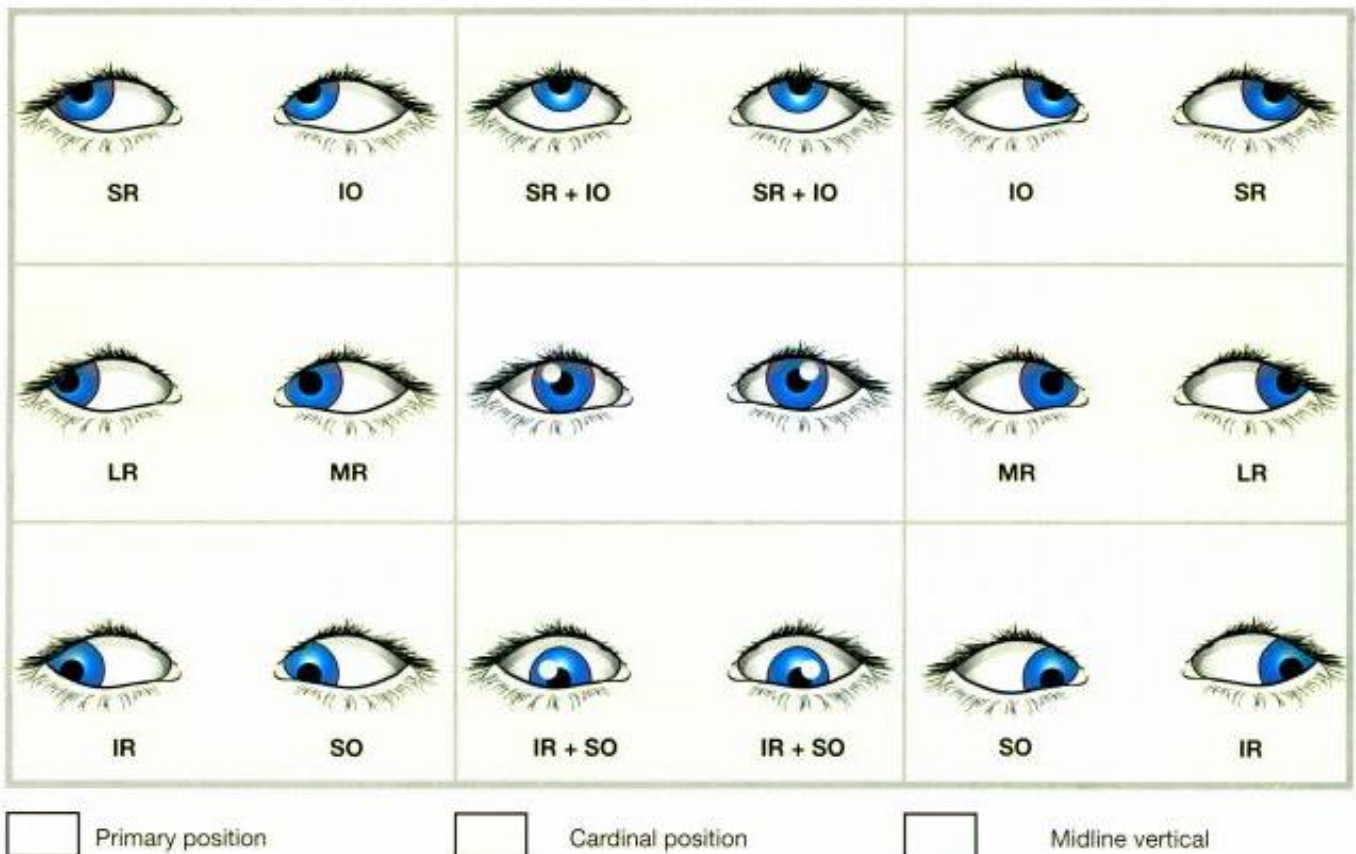 SR IO SR + IO SR + IO IO SR
LR MR MR LR
IR SO IR + SO IR + SO SO IR
Primary position Cardinal position Midline vertical